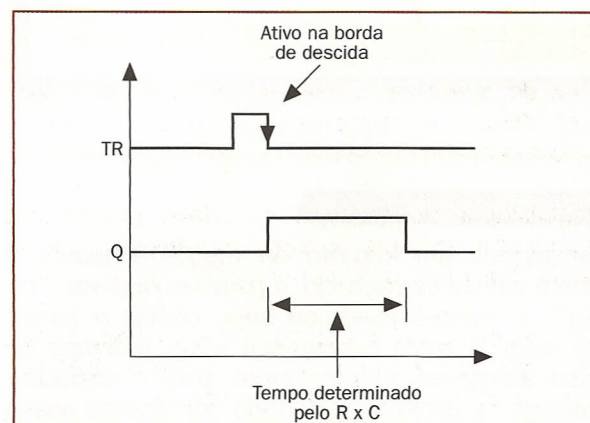 Ativo na borda
de descida
TR
Q
Tempo determinado
pelo R x C